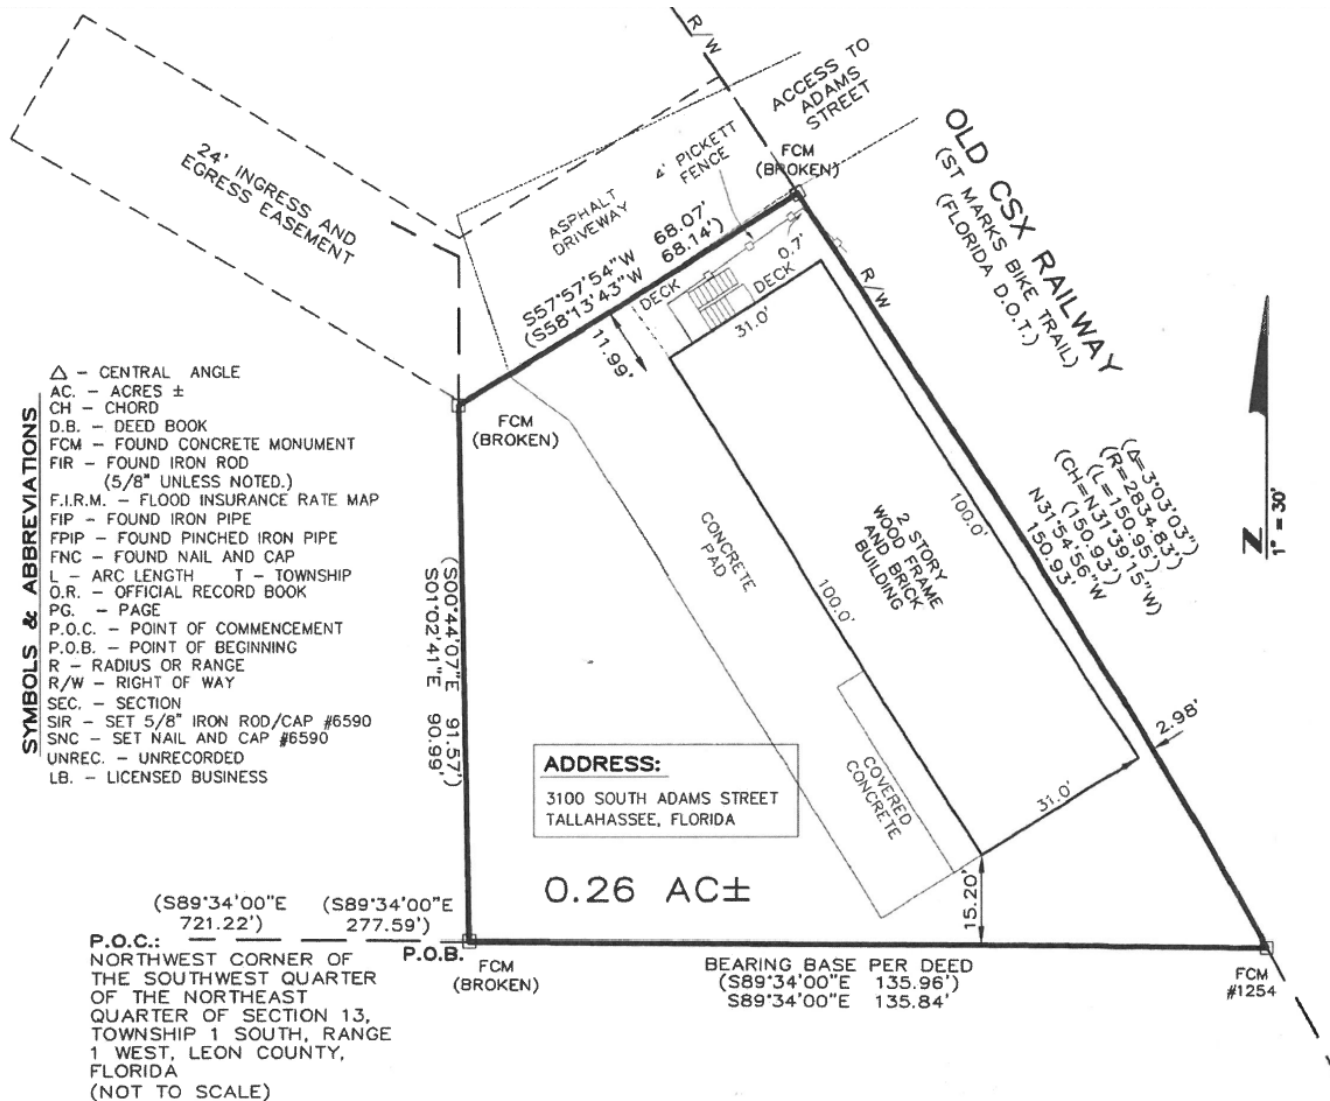 R/W
ACCESS TO
ADAMS
STREET
OLD CSX RAILWAY
(ST MARKS BIKE TRAIL)
(FLORIDA D.O.T.)
24' INGRESS AND
EGRESS EASEMENT
ASPHALT
DRIVEWAY
4' PICKETT
FENCE
FCM
(BROKEN)
S57°57'54"W 68.07'
(S58°13'43"W 68.14')
DECK
DECK
0.7'
31.0'
11.99'
R/W
SYMBOLS & ABBREVIATIONS
△ - CENTRAL ANGLE
AC. - ACRES ±
CH - CHORD
D.B. - DEED BOOK
FCM - FOUND CONCRETE MONUMENT
FIR - FOUND IRON ROD
(5/8" UNLESS NOTED.)
F.I.R.M. - FLOOD INSURANCE RATE MAP
FIP - FOUND IRON PIPE
FPIP - FOUND PINCHED IRON PIPE
FNC - FOUND NAIL AND CAP
L - ARC LENGTH T - TOWNSHIP
O.R. - OFFICIAL RECORD BOOK
PG. - PAGE
P.O.C. - POINT OF COMMENCEMENT
P.O.B. - POINT OF BEGINNING
R - RADIUS OR RANGE
R/W - RIGHT OF WAY
SEC. - SECTION
SIR - SET 5/8" IRON ROD/CAP #6590
SNC - SET NAIL AND CAP #6590
UNREC. - UNRECORDED
LB. - LICENSED BUSINESS
FCM
(BROKEN)
(S00°44'07"E 91.57')
S01°02'41"E 90.99'
CONCRETE
PAD
100.0'
2 STORY
WOOD FRAME
AND BRICK
BUILDING
100.0'
(Δ=3°03'03")
(R=2834.83')
(L=150.95')
(CH=N31°39'15"W)
(150.93')
N31°54'56"W
150.93'
Z
1" = 30'
2.98'
31.0'
COVERED
CONCRETE
15.20'
ADDRESS:
3100 SOUTH ADAMS STREET
TALLAHASSEE, FLORIDA
0.26 AC±
(S89°34'00"E
721.22')
(S89°34'00"E
277.59')
P.O.C.:
NORTHWEST CORNER OF
THE SOUTHWEST QUARTER
OF THE NORTHEAST
QUARTER OF SECTION 13,
TOWNSHIP 1 SOUTH, RANGE
1 WEST, LEON COUNTY,
FLORIDA
(NOT TO SCALE)
P.O.B.
FCM
(BROKEN)
BEARING BASE PER DEED
(S89°34'00"E 135.96')
S89°34'00"E 135.84'
FCM
#1254